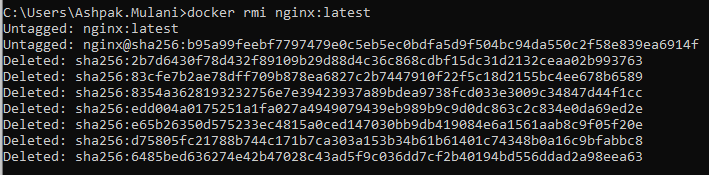 C:\Users\Ashpak.Mulani>docker rmi nginx:latest
Untagged: nginx:latest
Untagged: nginx@sha256:b95a99feebf7797479e0c5eb5ec0bdfa5d9f504bc94da550c2f58e839ea6914f
Deleted: sha256:2b7d6430f78d432f89109b29d88d4c36c868cdbf15dc31d2132ceaa02b993763
Deleted: sha256:83cfe7b2ae78dff709b878ea6827c2b7447910f22f5c18d2155bc4ee678b6589
Deleted: sha256:8354a3628193232756e7e39423937a89bdea9738fcd033e3009c34847d44f1cc
Deleted: sha256:edd004a0175251a1fa027a4949079439eb989b9c9d0dc863c2c834e0da69ed2e
Deleted: sha256:e65b26350d575233ec4815a0ced147030bb9db419084e6a1561aab8c9f05f20e
Deleted: sha256:d75805fc21788b744c171b7ca303a153b34b61b61401c74348b0a16c9bfabbc8
Deleted: sha256:6485bed636274e42b47028c43ad5f9c036dd7cf2b40194bd556ddad2a98eea63